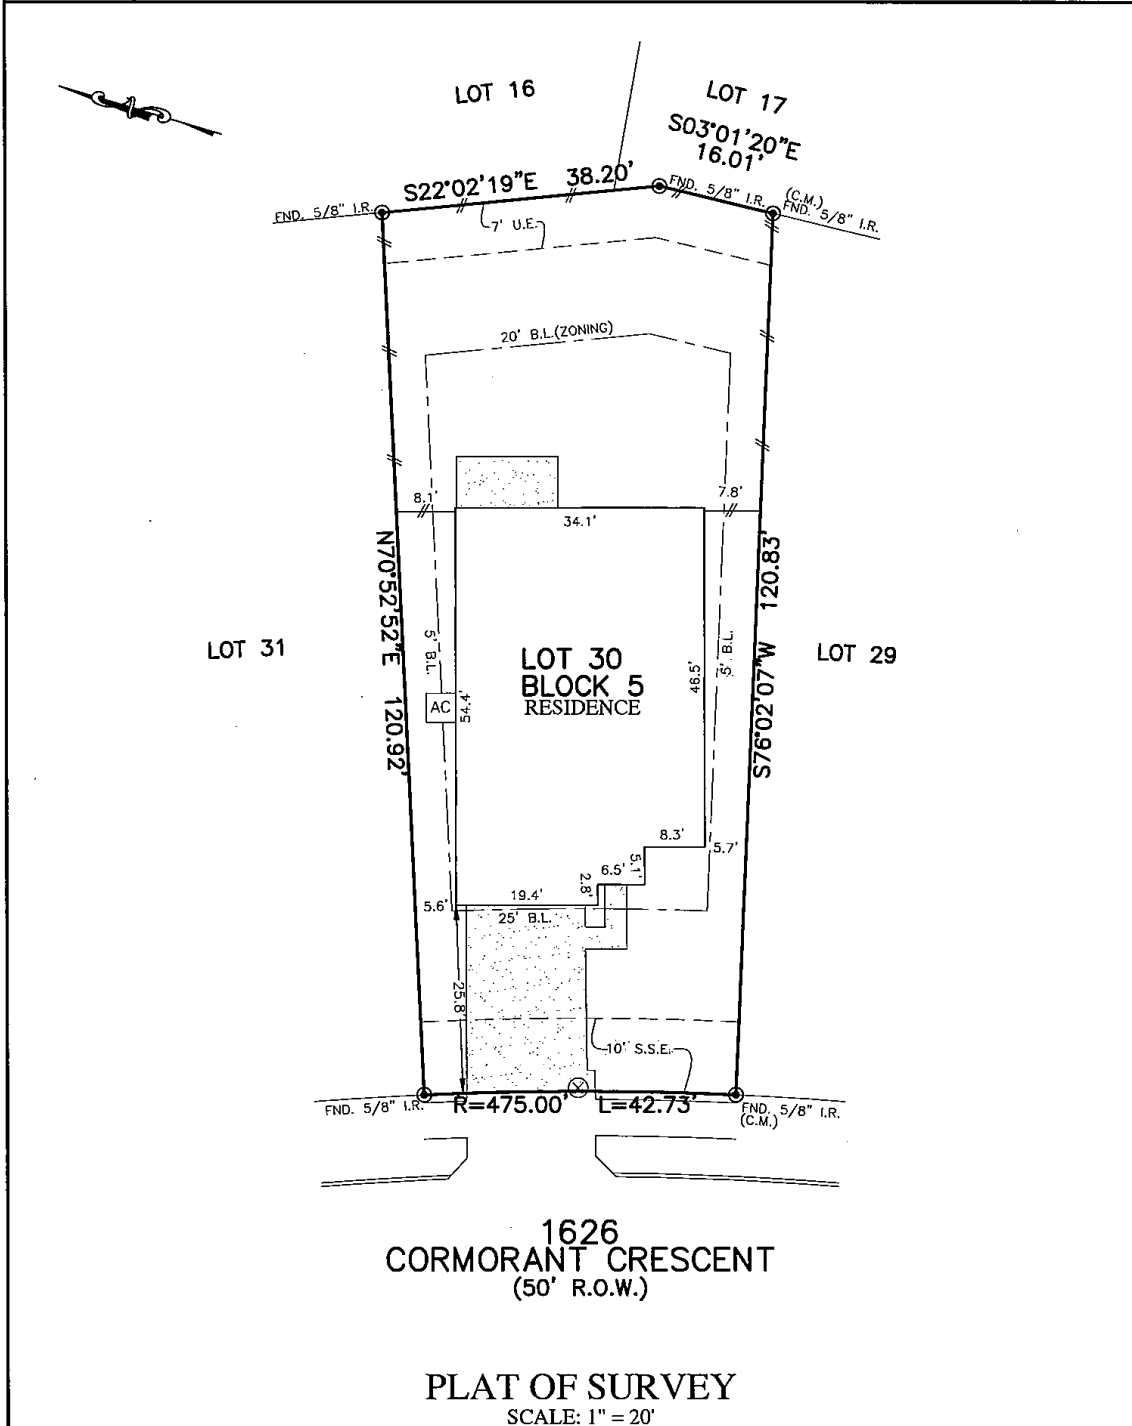 LOT 16
LOT 17
S03°01'20"E
16.01'
S22°02'19"E 38.20'
FND. 5/8" I.R.
FND. 5/8" I.R.
(C.M.)
FND. 5/8" I.R.
7' U.E.
20' B.L.(ZONING)
8.1'
7.8'
34.1'
N70°52'52"E 120.92'
S76°02'07"W 120.83'
LOT 31
5' B.L.
LOT 30
BLOCK 5
RESIDENCE
46.5'
5' B.L.
LOT 29
AC
54.4'
8.3'
5.7'
5.1'
6.5'
2.8'
19.4'
5.6'
25' B.L.
25.8'
10' S.S.E.
FND. 5/8" I.R.
R=475.00' L=42.73'
FND. 5/8" I.R.
(C.M.)
1626
CORMORANT CRESCENT
(50' R.O.W.)
PLAT OF SURVEY
SCALE: 1" = 20'